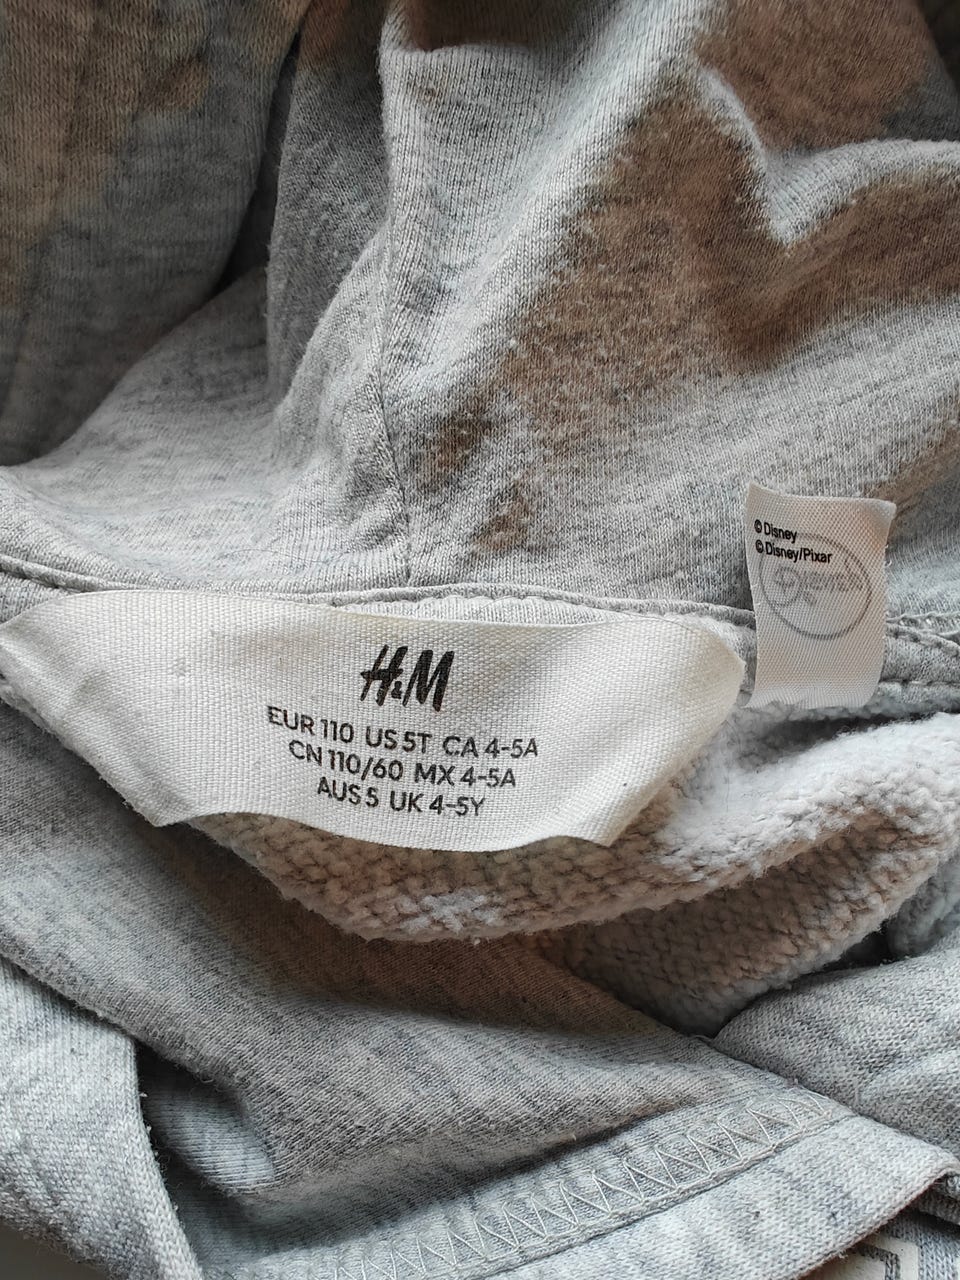 H&M
EUR 110 US 5T CA 4-5A
CN 110/60 MX 4-5A
AUS 5 UK 4-5Y
© Disney
© Disney/Pixar